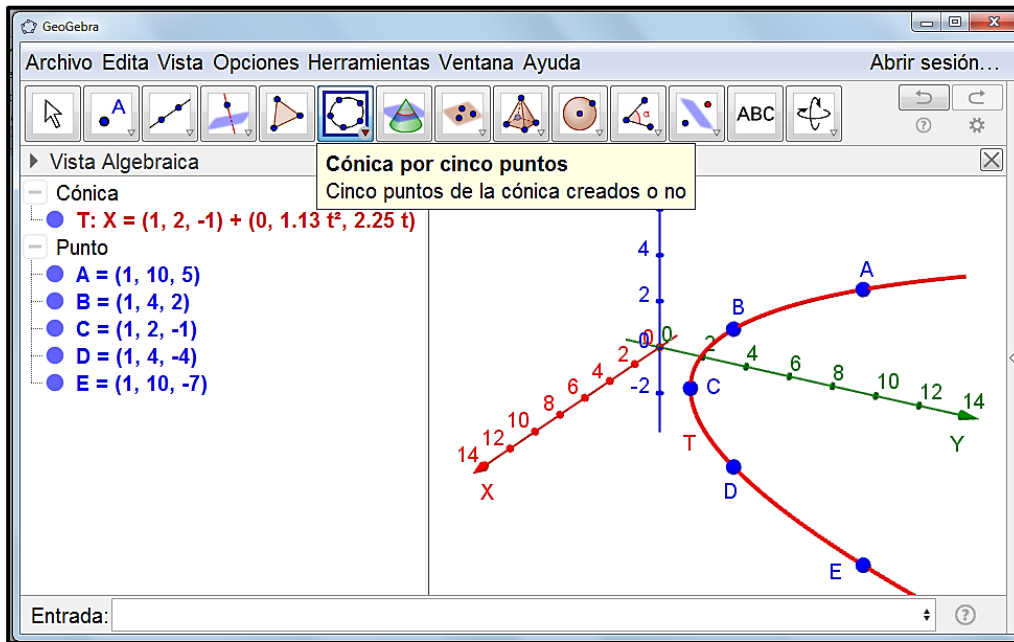 GeoGebra
Archivo Edita Vista Opciones Herramientas Ventana Ayuda Abrir sesión...
A ABC
Cónica por cinco puntos
Cinco puntos de la cónica creados o no
Vista Algebraica
Cónica
T: X = (1, 2, -1) + (0, 1.13 t², 2.25 t)
Punto
A = (1, 10, 5)
B = (1, 4, 2)
C = (1, 2, -1)
D = (1, 4, -4)
E = (1, 10, -7)
4
2
0
-2
0 2 4 6 8 10 12 14
Y
0 2 4 6 8 10 12 14
X
A
B
C
T
D
E
Entrada: